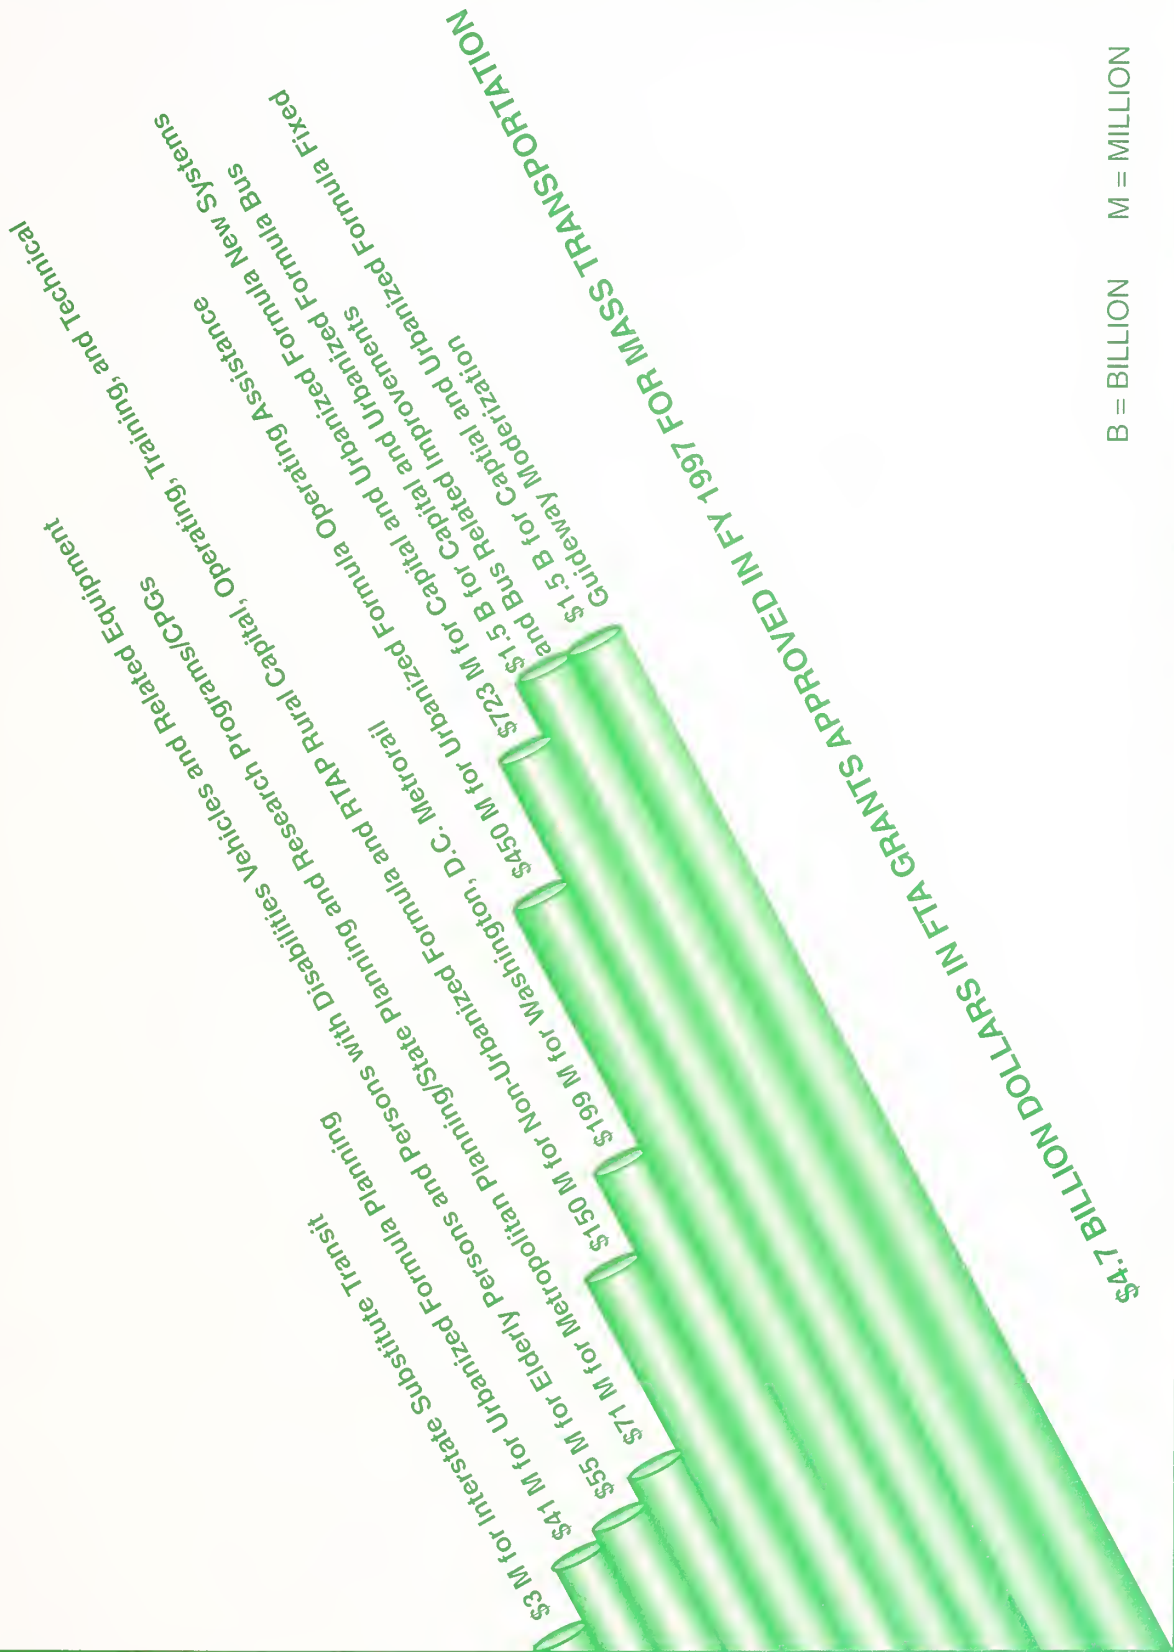 $4.7 BILLION DOLLARS IN FTA GRANTS APPROVED IN FY 1997 FOR MASS TRANSPORTATION
B = BILLION M = MILLION
$1.5 B for Captial and Urbanized Formula Fixed
Guideway Moderization
$1.5 B for Capital and Urbanized Formula Bus
and Bus Related Improvements
$723 M for Capital and Urbanized Formula New Systems
$450 M for Urbanized Formula Operating Assistance
$199 M for Washington, D.C. Metrorail
$150 M for Non-Urbanized Formula and RTAP Rural Capital, Operating, Training, and Technical
$71 M for Metropolitan Planning/State Planning and Research Programs/CPGs
$55 M for Elderly Persons and Persons with Disabilities Vehicles and Related Equipment
$41 M for Urbanized Formula Planning
$3 M for Interstate Substitute Transit